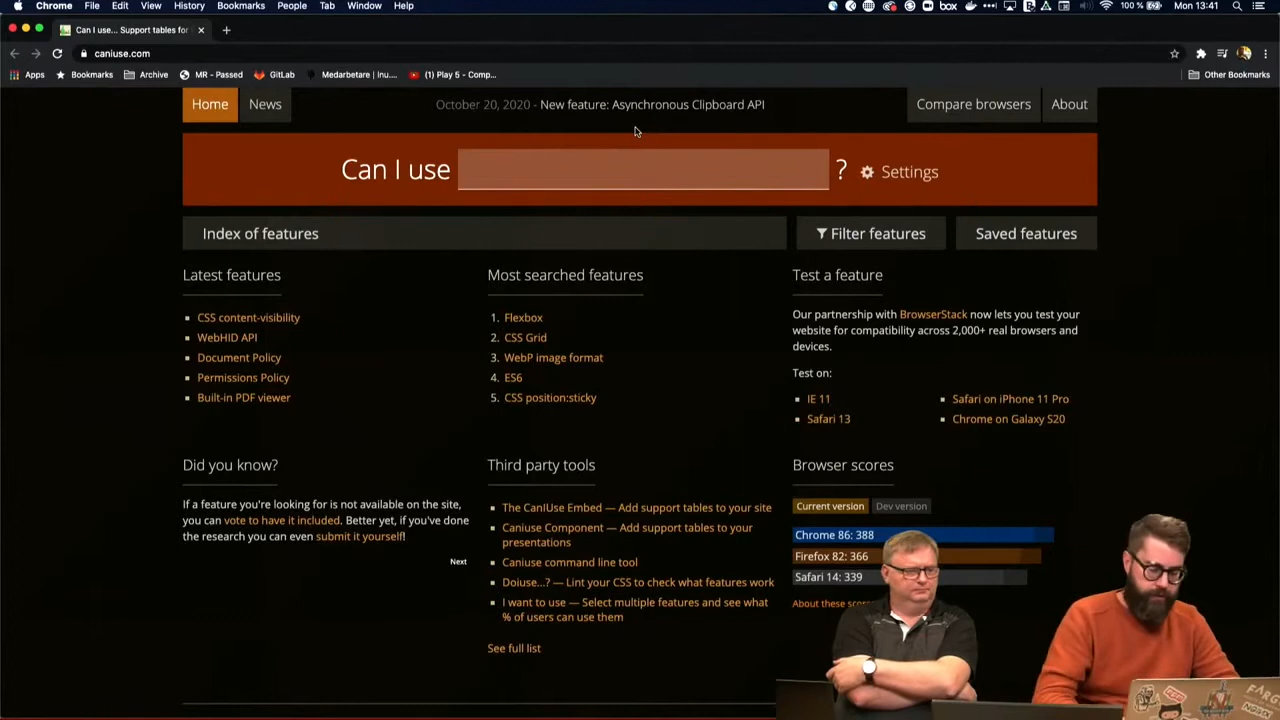 Chrome File Edit View History Bookmarks People Tab Window Help box 100 % Mon 13:41
Can I use... Support tables for
caniuse.com
Apps Bookmarks Archive MR - Passed GitLab Medarbetare | Inu.... (1) Play 5 - Comp... Other Bookmarks
Home News October 20, 2020 - New feature: Asynchronous Clipboard API Compare browsers About
Can I use ? Settings
Index of features Filter features Saved features
Latest features
CSS content-visibility
WebHID API
Document Policy
Permissions Policy
Built-in PDF viewer
Most searched features
1. Flexbox
2. CSS Grid
3. WebP image format
4. ES6
5. CSS position:sticky
Test a feature
Our partnership with BrowserStack now lets you test your
website for compatibility across 2,000+ real browsers and
devices.
Test on:
IE 11 Safari on iPhone 11 Pro
Safari 13 Chrome on Galaxy S20
Did you know?
If a feature you're looking for is not available on the site,
you can vote to have it included. Better yet, if you've done
the research you can even submit it yourself!
Next
Third party tools
The CanIUse Embed — Add support tables to your site
Caniuse Component — Add support tables to your
presentations
Caniuse command line tool
Doiuse...? — Lint your CSS to check what features work
I want to use — Select multiple features and see what
% of users can use them
See full list
Browser scores
Current version Dev version
Chrome 86: 388
Firefox 82: 366
Safari 14: 339
About these